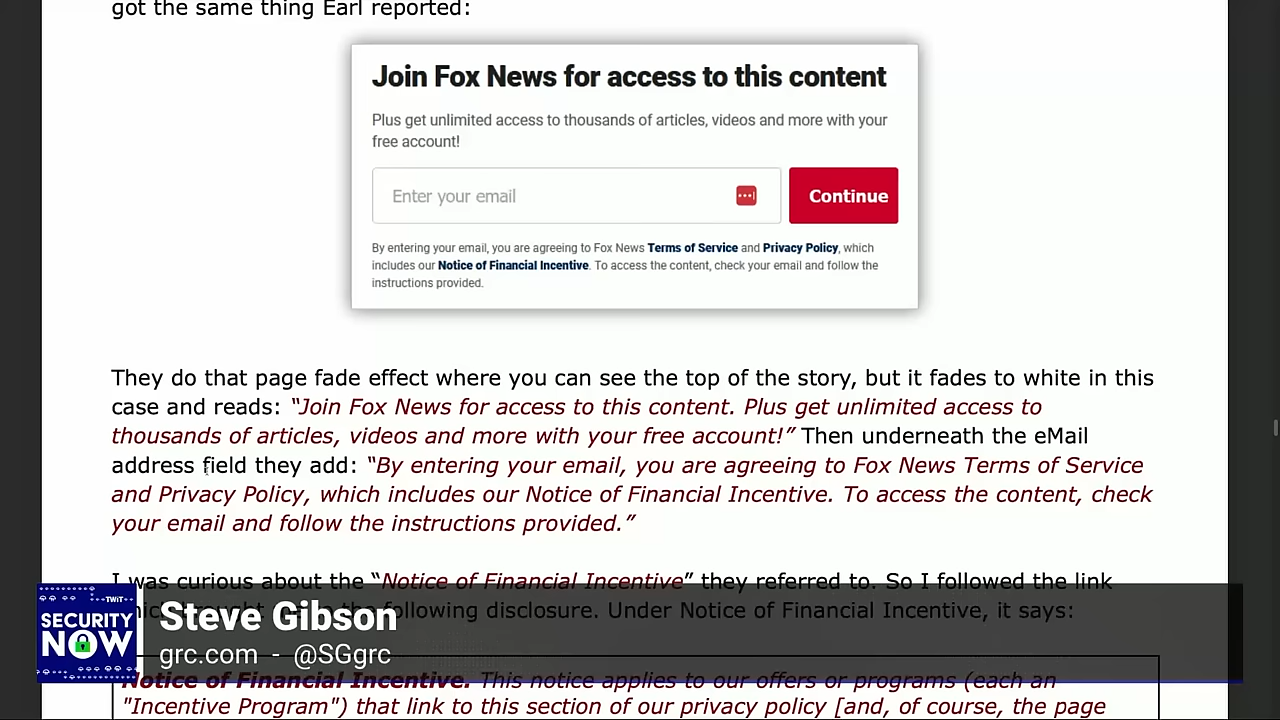 got the same thing Earl reported:
Join Fox News for access to this content
Plus get unlimited access to thousands of articles, videos and more with your
free account!
Enter your email
Continue
By entering your email, you are agreeing to Fox News Terms of Service and Privacy Policy, which
includes our Notice of Financial Incentive. To access the content, check your email and follow the
instructions provided.
They do that page fade effect where you can see the top of the story, but it fades to white in this
case and reads: “Join Fox News for access to this content. Plus get unlimited access to
thousands of articles, videos and more with your free account!” Then underneath the eMail
address field they add: “By entering your email, you are agreeing to Fox News Terms of Service
and Privacy Policy, which includes our Notice of Financial Incentive. To access the content, check
your email and follow the instructions provided.”
I was curious about the “Notice of Financial Incentive” they referred to. So I followed the link
following disclosure. Under Notice of Financial Incentive, it says:
TWiT
SECURITY
NOW
Steve Gibson
grc.com - @SGgrc
Notice of Financial Incentive. This notice applies to our offers or programs (each an
"Incentive Program") that link to this section of our privacy policy [and, of course, the page